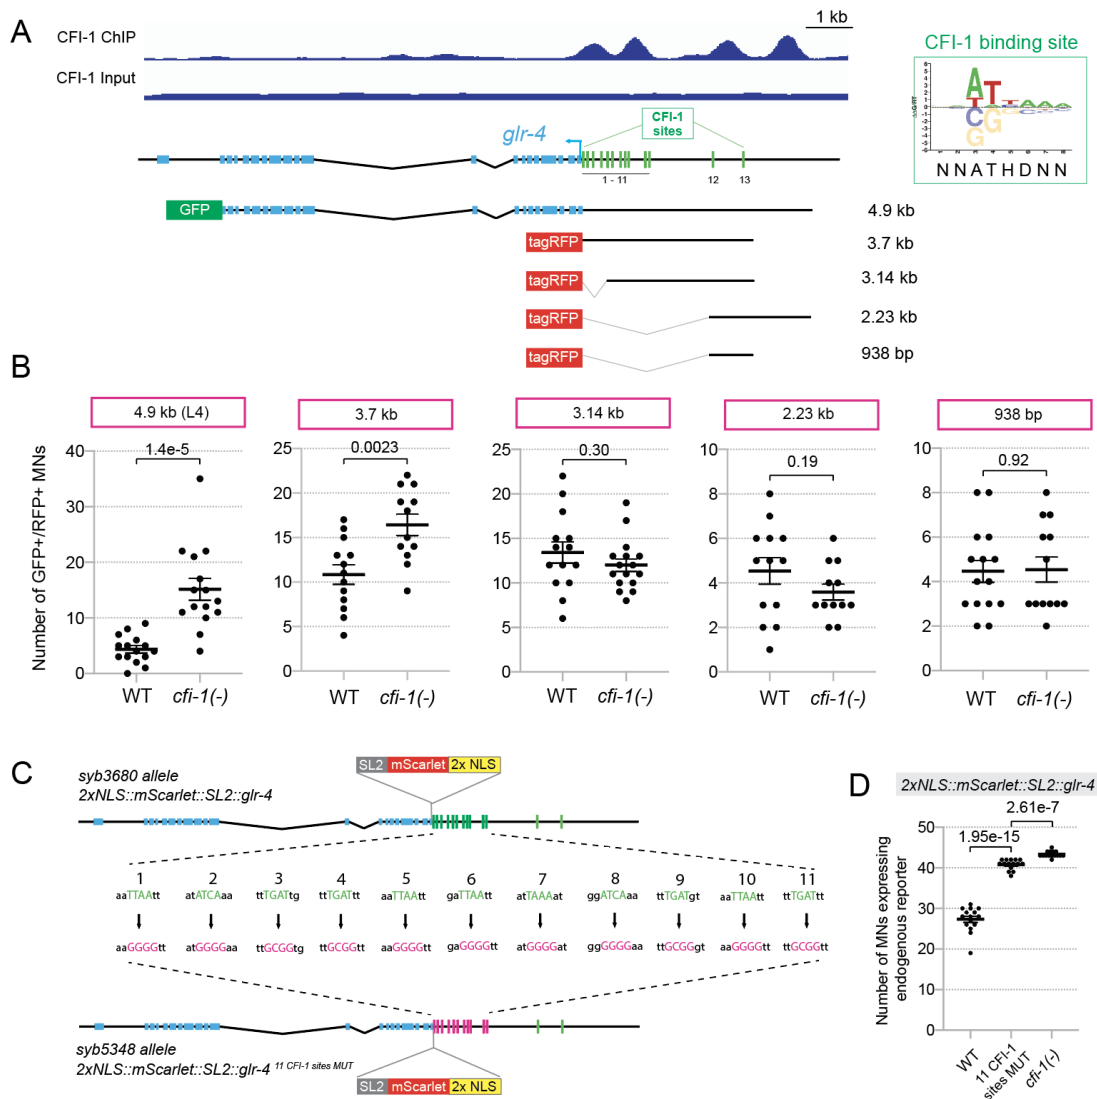 A
1 kb
CFI-1 ChIP
CFI-1 Input
CFI-1 binding site
NNATHDNN
glr-4
CFI-1
sites
1 - 11
12
13
GFP
4.9 kb
tagRFP
3.7 kb
tagRFP
3.14 kb
tagRFP
2.23 kb
tagRFP
938 bp
B
Number of GFP+/RFP+ MNs
4.9 kb (L4)
1.4e-5
40
30
20
10
0
WT
cfi-1(-)
3.7 kb
0.0023
25
20
15
10
5
0
WT
cfi-1(-)
3.14 kb
0.30
25
20
15
10
5
0
WT
cfi-1(-)
2.23 kb
0.19
10
8
6
4
2
0
WT
cfi-1(-)
938 bp
0.92
10
8
6
4
2
0
WT
cfi-1(-)
C
syb3680 allele
2xNLS::mScarlet::SL2::glr-4
SL2 mScarlet 2x NLS
1 2 3 4 5 6 7 8 9 10 11
aaTTAAtt atATCAaa ttTGATtg ttTGATtt aaTTAAtt gaTTAAtt atTAAAat ggATCAaa ttTGATgt aaTTAAtt ttTGATtt
aaGGGGtt atGGGGaa ttGCGGtg ttGCGGtt aaGGGGtt gaGGGGtt atGGGGat ggGGGGaa ttGCGGgt aaGGGGtt ttGCGGtt
syb5348 allele
2xNLS::mScarlet::SL2::glr-4 11 CFI-1 sites MUT
SL2 mScarlet 2x NLS
D
2xNLS::mScarlet::SL2::glr-4
2.61e-7
1.95e-15
Number of MNs expressing
endogenous reporter
50
40
30
20
10
0
WT
11 CFI-1
sites MUT
cfi-1(-)